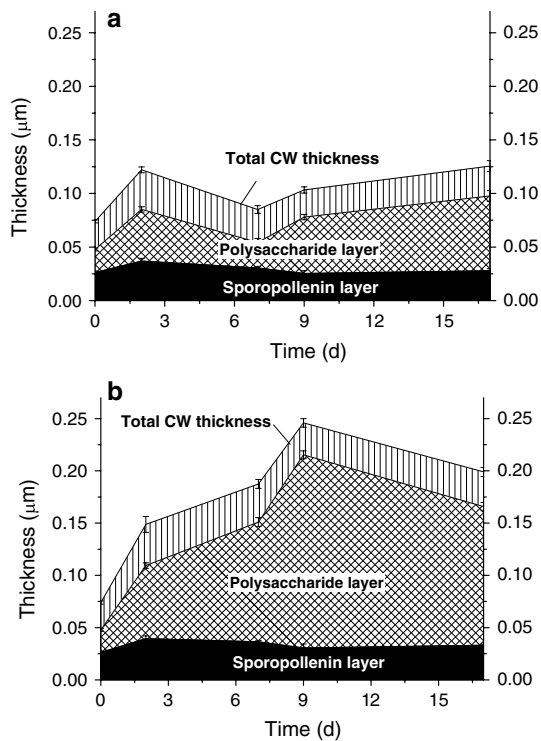 a
0.25
0.20
0.15
0.10
0.05
0.00
Thickness (μm)
Total CW thickness
Polysaccharide layer
Sporopollenin layer
0.25
0.20
0.15
0.10
0.05
0.00
0 3 6 9 12 15
Time (d)
b
0.25
0.20
0.15
0.10
0.05
0.00
Thickness (μm)
Total CW thickness
Polysaccharide layer
Sporopollenin layer
0.25
0.20
0.15
0.10
0.05
0.00
0 3 6 9 12 15
Time (d)